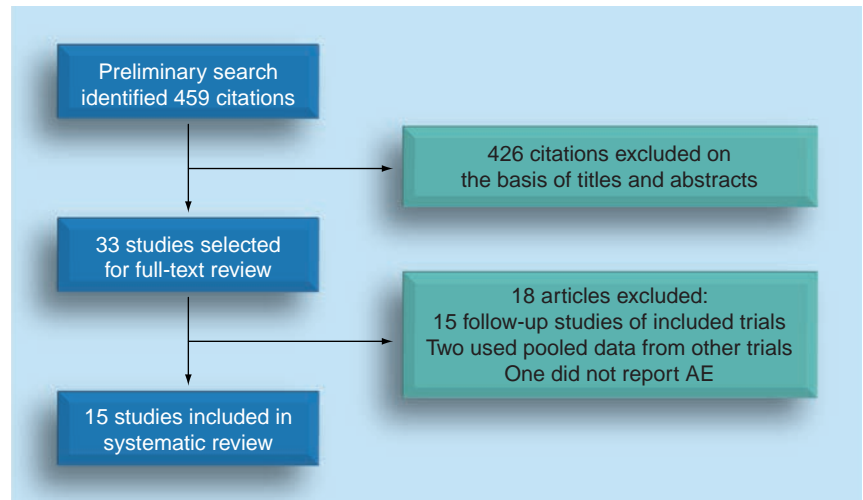 Preliminary search
identified 459 citations
426 citations excluded on
the basis of titles and abstracts
33 studies selected
for full-text review
18 articles excluded:
15 follow-up studies of included trials
Two used pooled data from other trials
One did not report AE
15 studies included in
systematic review